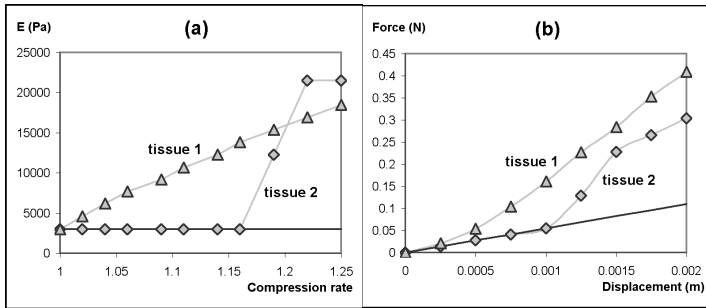 E (Pa)
(a)
25000
20000
15000
10000
5000
0
1
1.05
1.1
1.15
1.2
1.25
Compression rate
tissue 1
tissue 2
Force (N)
(b)
0.45
0.4
0.35
0.3
0.25
0.2
0.15
0.1
0.05
0
0
0.0005
0.001
0.0015
0.002
Displacement (m)
tissue 1
tissue 2